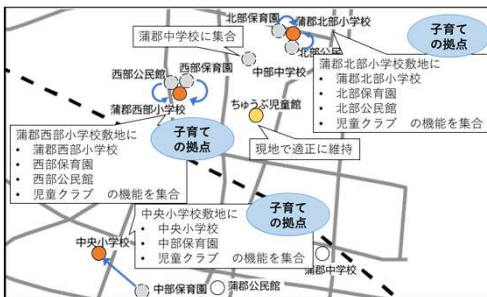 北部保育園
蒲郡北部小学校
北部公民館
子育て
の拠点
蒲郡中学校に集合
中部中学校
西部公民館
西部保育園
蒲郡西部小学校
ちゅうぶ児童館
現地で適正に維持
蒲郡北部小学校敷地に
• 蒲郡北部小学校
• 北部保育園
• 北部公民館
• 児童クラブ の機能を集合
子育て
の拠点
蒲郡西部小学校敷地に
• 蒲郡西部小学校
• 西部保育園
• 西部公民館
• 児童クラブ の機能を集合
子育て
の拠点
中央小学校敷地に
• 中央小学校
• 中部保育園
• 児童クラブ の機能を集合
中央小学校
蒲郡中学校
中部保育園
蒲郡公民館